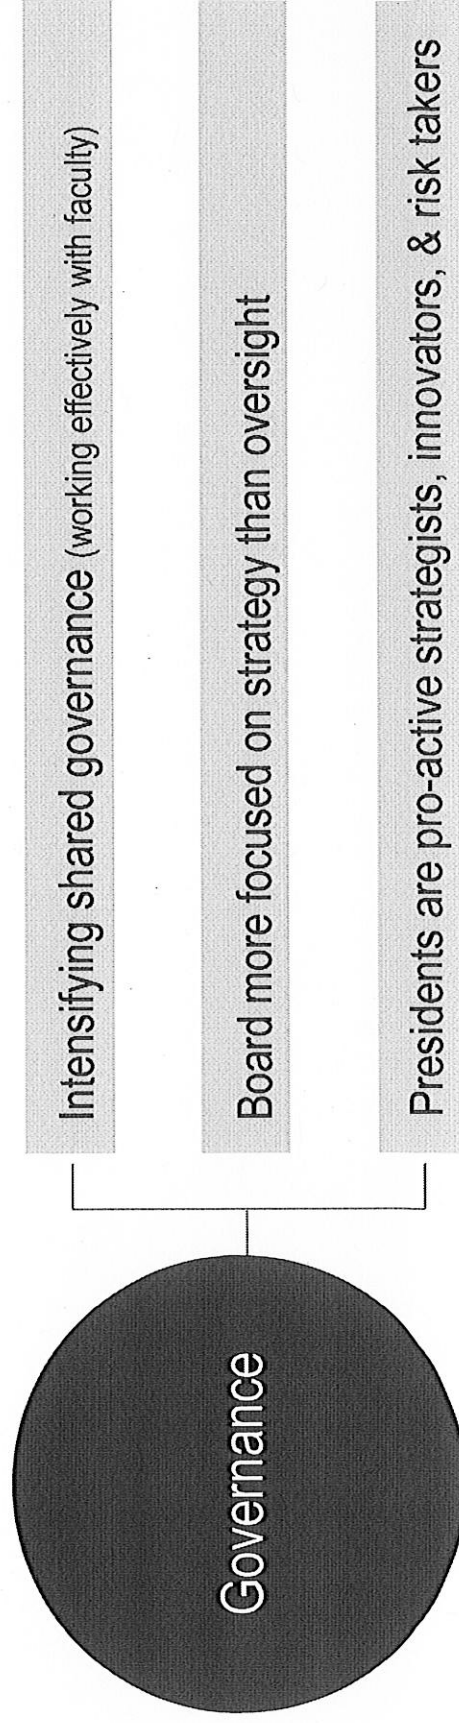 Governance
Intensifying shared governance (working effectively with faculty)
Board more focused on strategy than oversight
Presidents are pro-active strategists, innovators, & risk takers